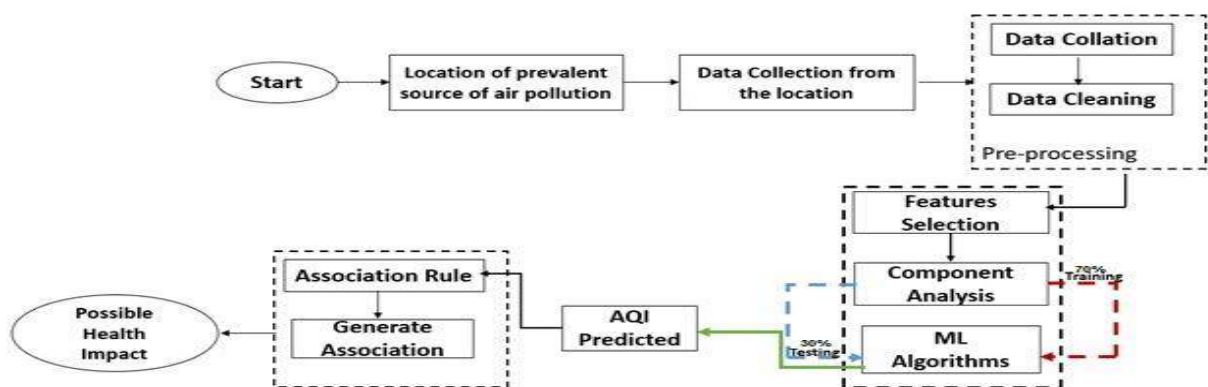 Start
Location of prevalent
source of air pollution
Data Collection from
the location
Data Collation
Data Cleaning
Pre-processing
Features
Selection
Component
Analysis
70%
Training
30%
Testing
ML
Algorithms
AQI
Predicted
Association Rule
Generate
Association
Possible
Health
Impact